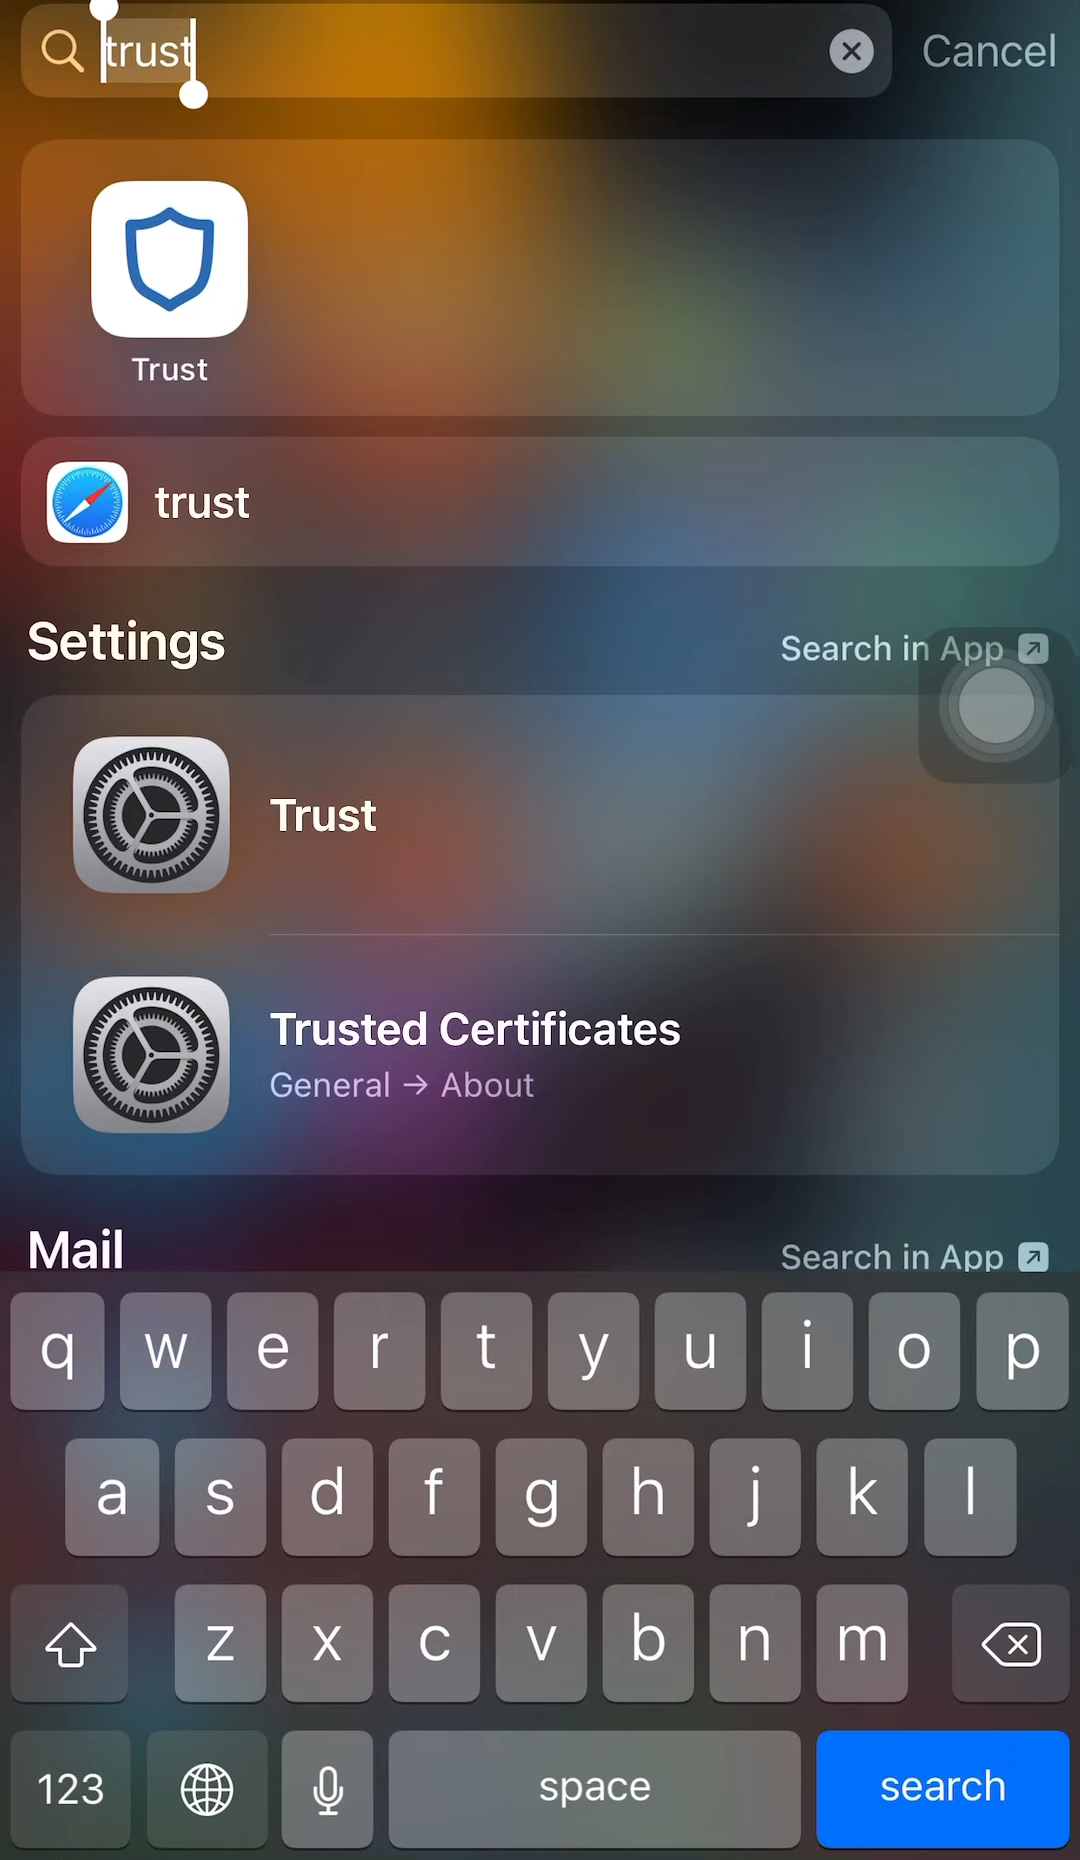 trust
Cancel
Trust
trust
Settings
Search in App
Trust
Trusted Certificates
General → About
Mail
Search in App
q w e r t y u i o p
a s d f g h j k l
z x c v b n m
123
space
search